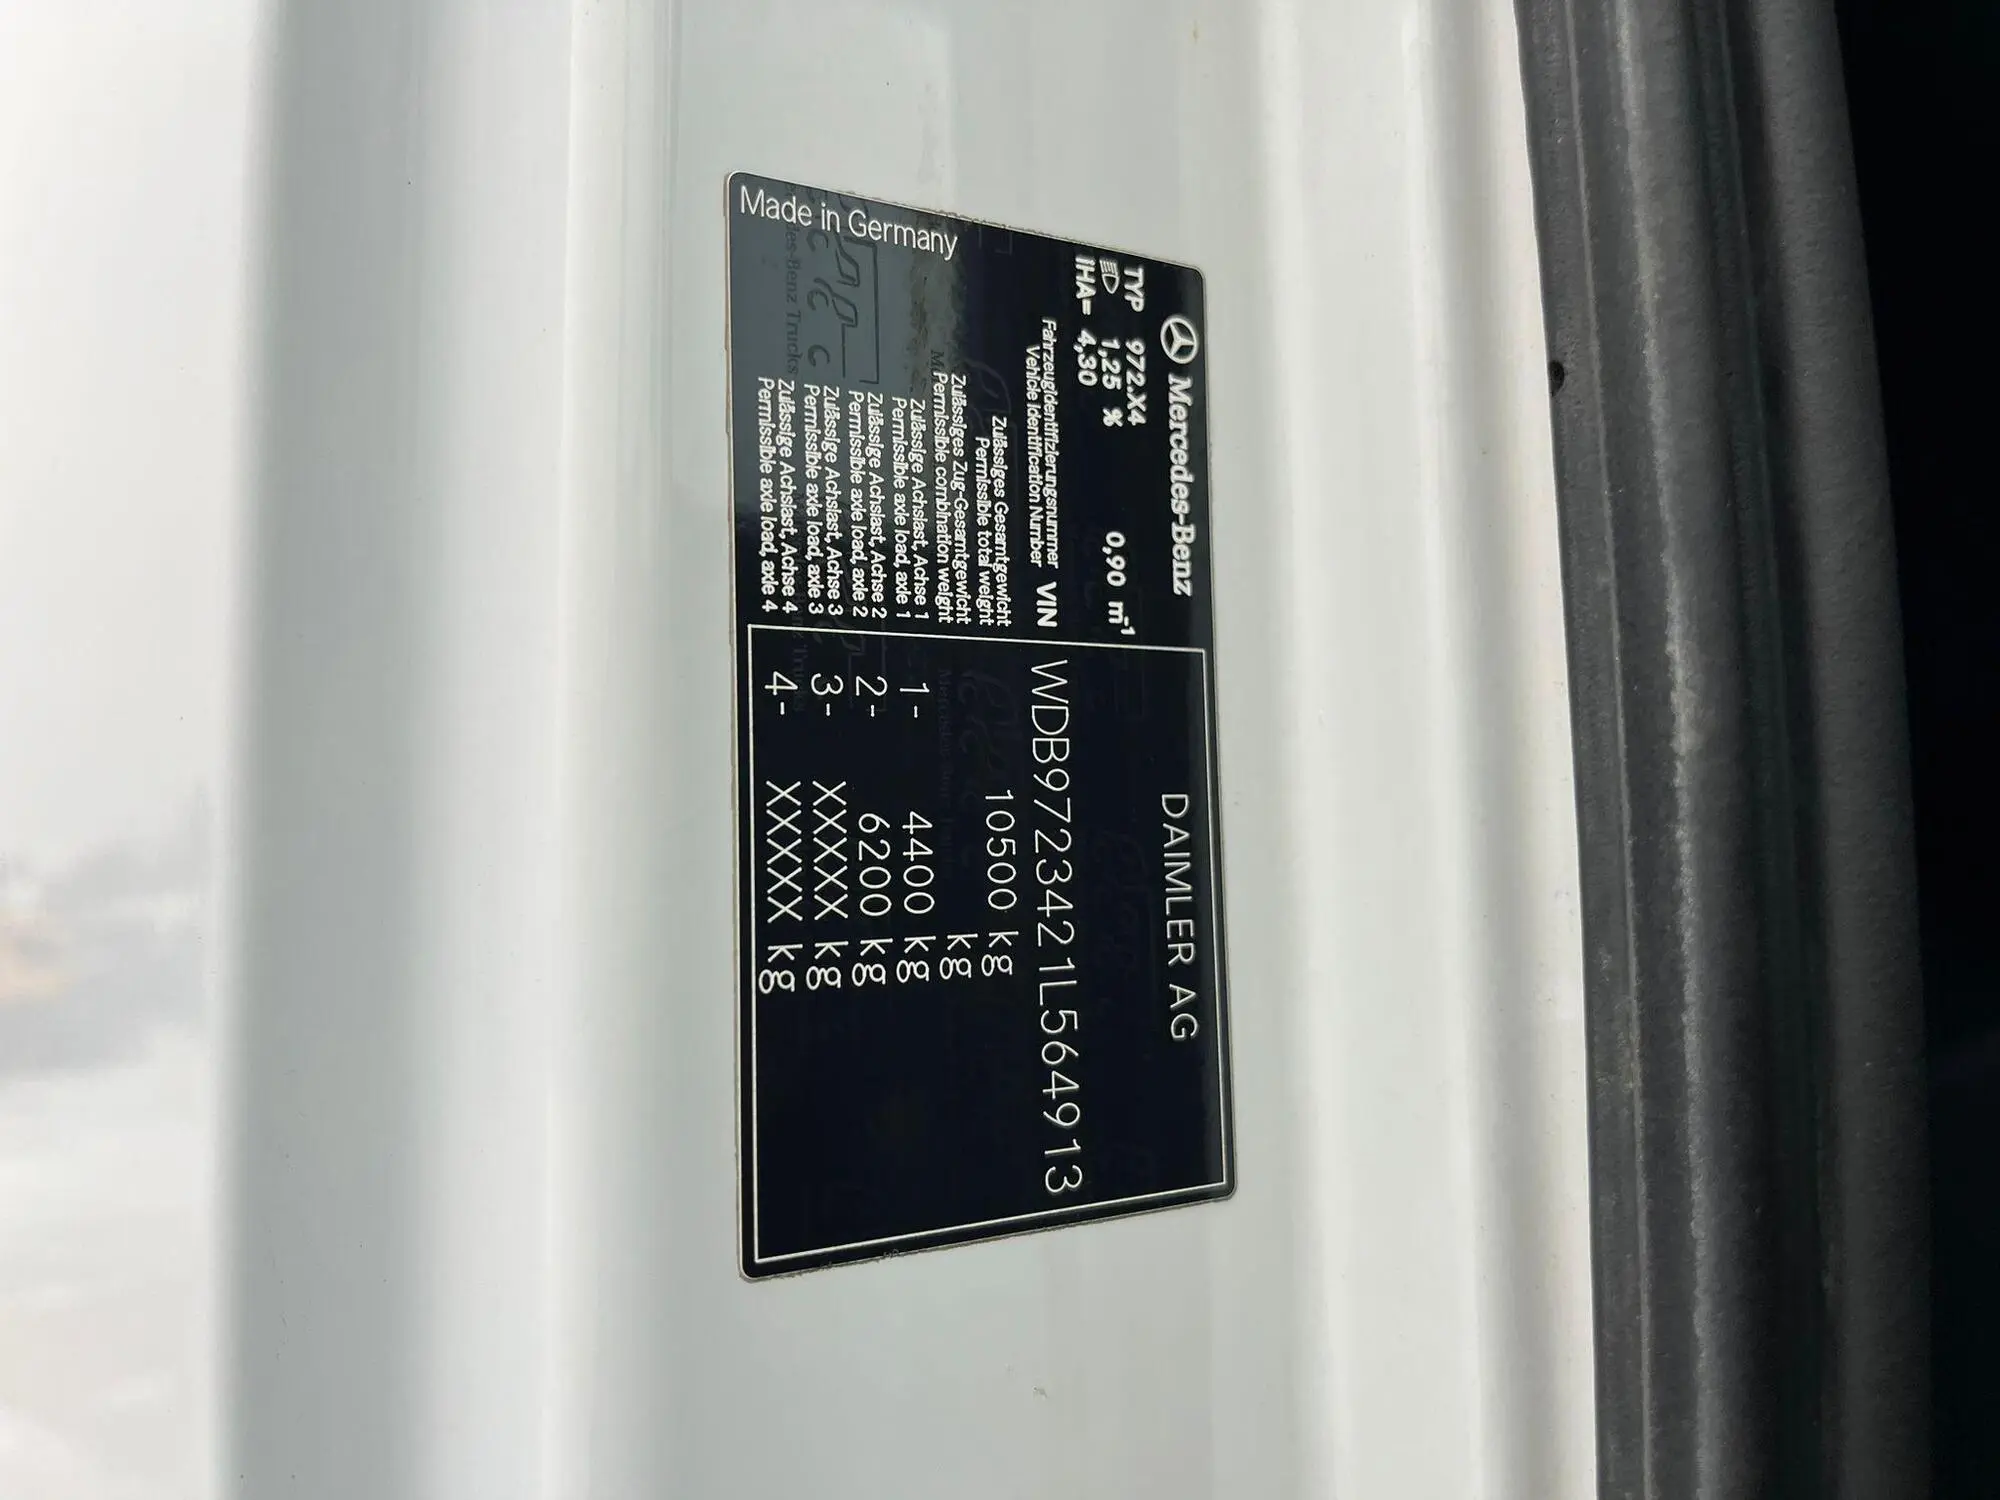 Mercedes-Benz DAIMLER AG
TYP 972.X4
1,25 % 0,90 m⁻¹
IHA= 4,30
Fahrzeugidentifizierungsnummer
Vehicle Identification Number VIN WDB9723421L564913
Zulässiges Gesamtgewicht
Permissible total weight 10500 kg
Zulässiges Zug-Gesamtgewicht
Permissible combination weight kg
Zulässige Achslast, Achse 1
Permissible axle load, axle 1 1- 4400 kg
Zulässige Achslast, Achse 2
Permissible axle load, axle 2 2- 6200 kg
Zulässige Achslast, Achse 3
Permissible axle load, axle 3 3- XXXXX kg
Zulässige Achslast, Achse 4
Permissible axle load, axle 4 4- XXXXX kg
Made in Germany